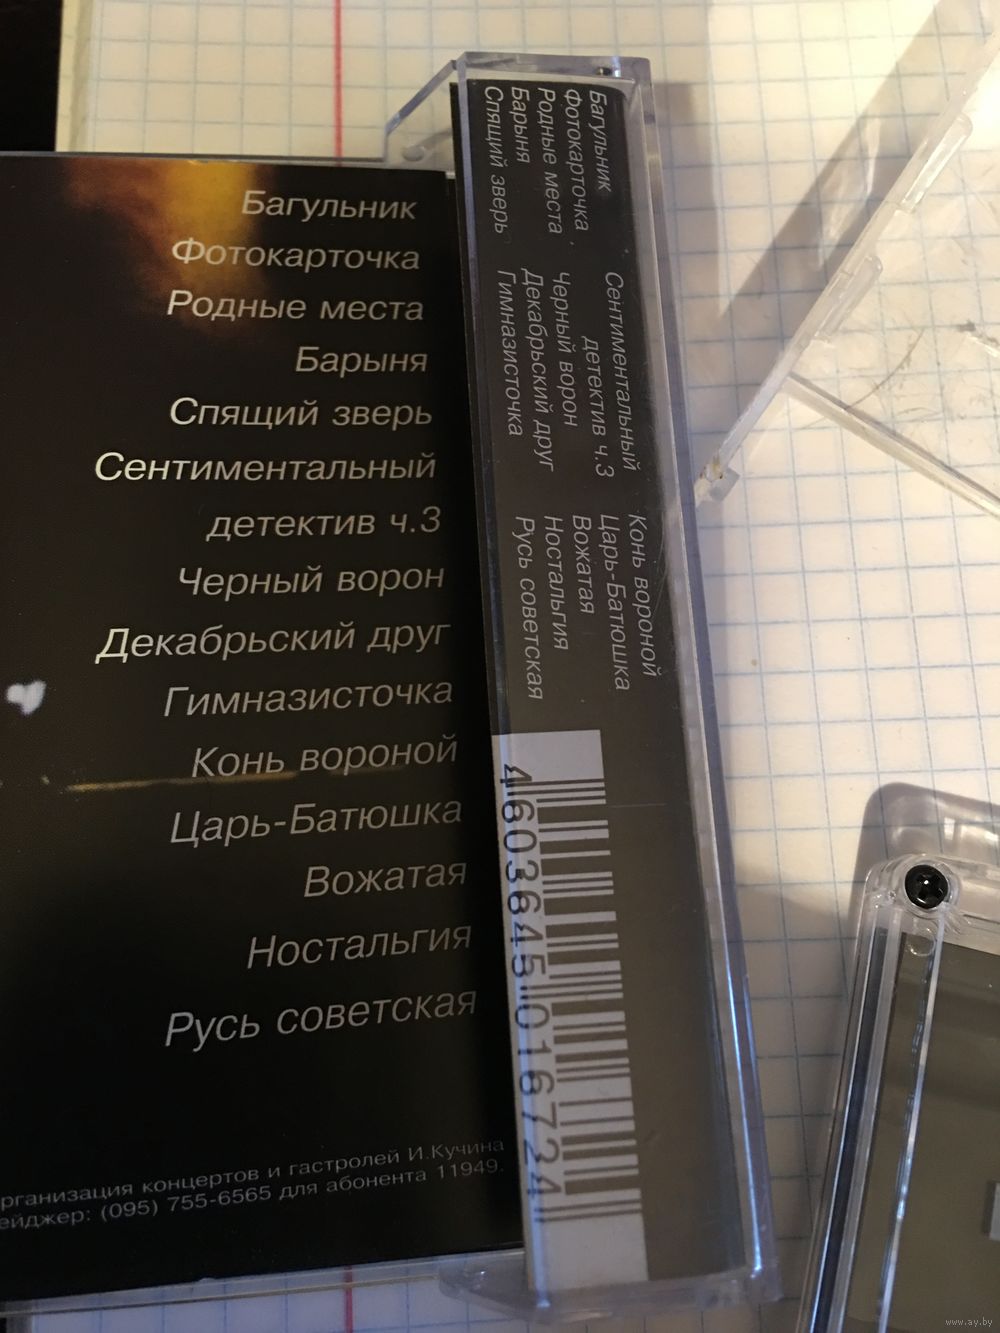 Багульник
Фотокарточка
Родные места
Барыня
Спящий зверь
Сентиментальный
детектив ч.3
Черный ворон
Декабрьский друг
Гимназисточка
Конь вороной
Царь-Батюшка
Вожатая
Ностальгия
Русь советская
рганизация концертов и гастролей И.Кучина
ейджер: (095) 755-6565 для абонента 11949.
Багульник
Фотокарточка
Родные места
Барыня
Спящий зверь
Сентиментальный
детектив ч.3
Черный ворон
Декабрьский друг
Гимназисточка
Конь вороной
Царь-Батюшка
Вожатая
Ностальгия
Русь советская
4603645016724
www.ay.by